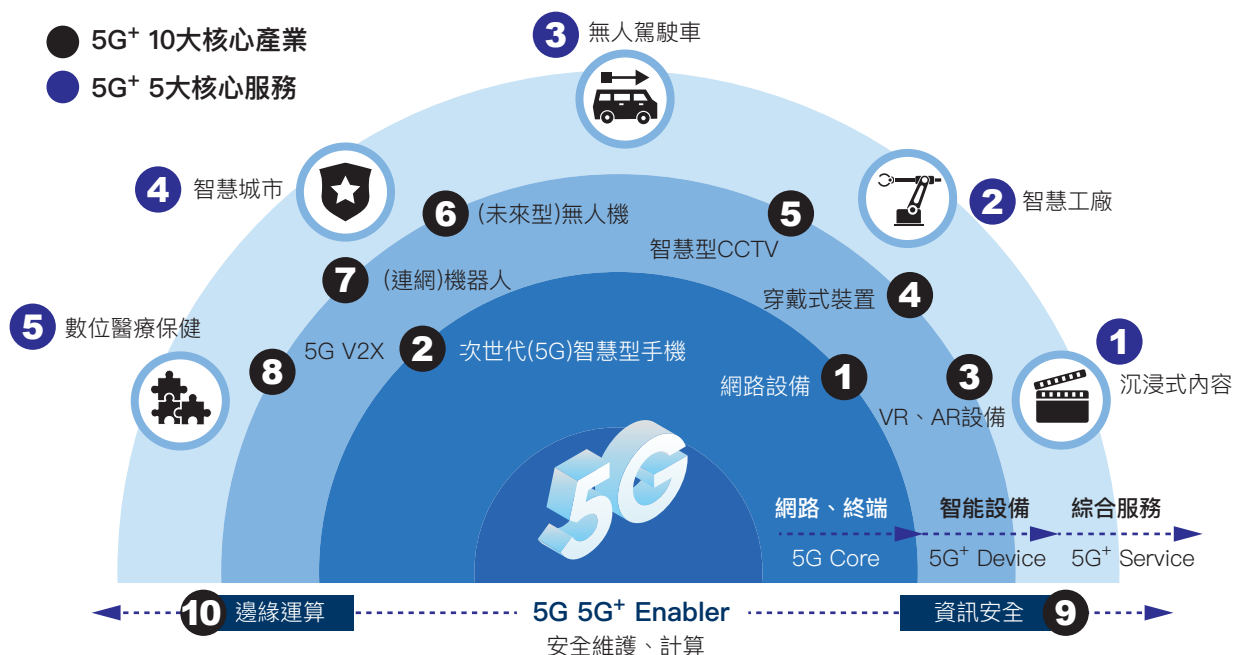 5G+ 10大核心產業
5G+ 5大核心服務
3 無人駕駛車
4 智慧城市
2 智慧工廠
6 (未來型)無人機
5
智慧型CCTV
7 (連網)機器人
穿戴式裝置 4
5 數位醫療保健
1
沉浸式內容
8
5G V2X
2 次世代(5G)智慧型手機
網路設備 1
3
VR、AR設備
5G
網路、終端
5G Core
智能設備
5G+ Device
綜合服務
5G+ Service
10 邊緣運算
5G 5G+ Enabler
安全維護、計算
資訊安全 9